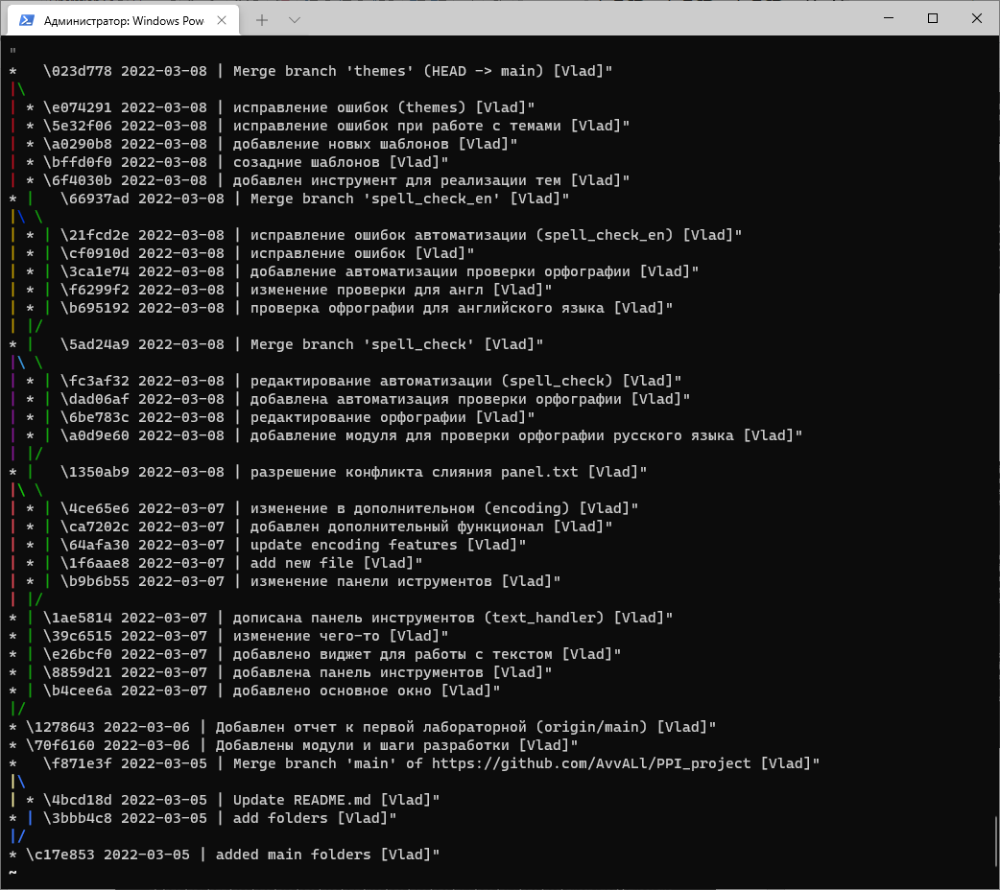 Администратор: Windows Pow
"
*   \023d778 2022-03-08 | Merge branch 'themes' (HEAD -> main) [Vlad]"
|\
| * \e074291 2022-03-08 | исправление ошибок (themes) [Vlad]"
| * \5e32f06 2022-03-08 | исправление ошибок при работе с темами [Vlad]"
| * \a0290b8 2022-03-08 | добавление новых шаблонов [Vlad]"
| * \bffd0f0 2022-03-08 | созадние шаблонов [Vlad]"
| * \6f4030b 2022-03-08 | добавлен инструмент для реализации тем [Vlad]"
* |   \66937ad 2022-03-08 | Merge branch 'spell_check_en' [Vlad]"
|\ \
| * | \21fcd2e 2022-03-08 | исправление ошибок автоматизации (spell_check_en) [Vlad]"
| * | \cf0910d 2022-03-08 | исправление ошибок [Vlad]"
| * | \3ca1e74 2022-03-08 | добавление автоматизации проверки орфографии [Vlad]"
| * | \f6299f2 2022-03-08 | изменение проверки для англ [Vlad]"
| * | \b695192 2022-03-08 | проверка офрографии для английского языка [Vlad]"
| |/
* |   \5ad24a9 2022-03-08 | Merge branch 'spell_check' [Vlad]"
|\ \
| * | \fc3af32 2022-03-08 | редактирование автоматизации (spell_check) [Vlad]"
| * | \dad06af 2022-03-08 | добавлена автоматизация проверки орфографии [Vlad]"
| * | \6be783c 2022-03-08 | редактирование орфографии [Vlad]"
| * | \a0d9e60 2022-03-08 | добавление модуля для проверки орфографии русского языка [Vlad]"
| |/
* |   \1350ab9 2022-03-08 | разрешение конфликта слияния panel.txt [Vlad]"
|\ \
| * | \4ce65e6 2022-03-07 | изменение в дополнительном (encoding) [Vlad]"
| * | \ca7202c 2022-03-07 | добавлен дополнительный функционал [Vlad]"
| * | \64afa30 2022-03-07 | update encoding features [Vlad]"
| * | \1f6aae8 2022-03-07 | add new file [Vlad]"
| * | \b9b6b55 2022-03-07 | изменение панели иструментов [Vlad]"
| |/
* | \1ae5814 2022-03-07 | дописана панель инструментов (text_handler) [Vlad]"
* | \39c6515 2022-03-07 | изменение чего-то [Vlad]"
* | \e26bcf0 2022-03-07 | добавлено виджет для работы с текстом [Vlad]"
* | \8859d21 2022-03-07 | добавлена панель инструментов [Vlad]"
* | \b4cee6a 2022-03-07 | добавлено основное окно [Vlad]"
|/
* \1278643 2022-03-06 | Добавлен отчет к первой лабораторной (origin/main) [Vlad]"
* \70f6160 2022-03-06 | Добавлены модули и шаги разработки [Vlad]"
*   \f871e3f 2022-03-05 | Merge branch 'main' of https://github.com/AvvALl/PPI_project [Vlad]"
|\
| * \4bcd18d 2022-03-05 | Update README.md [Vlad]"
* | \3bbb4c8 2022-03-05 | add folders [Vlad]"
|/
* \c17e853 2022-03-05 | added main folders [Vlad]"
~